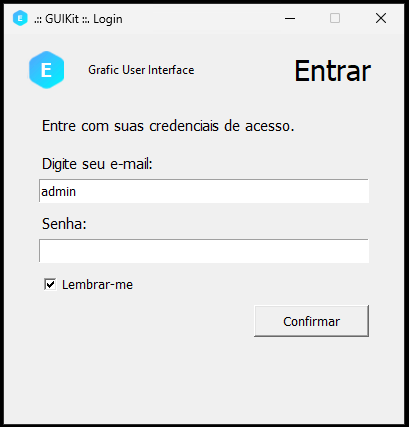 E .:: GUIKit ::. Login
E Grafic User Interface Entrar
Entre com suas credenciais de acesso.
Digite seu e-mail:
admin
Senha:
Lembrar-me
Confirmar